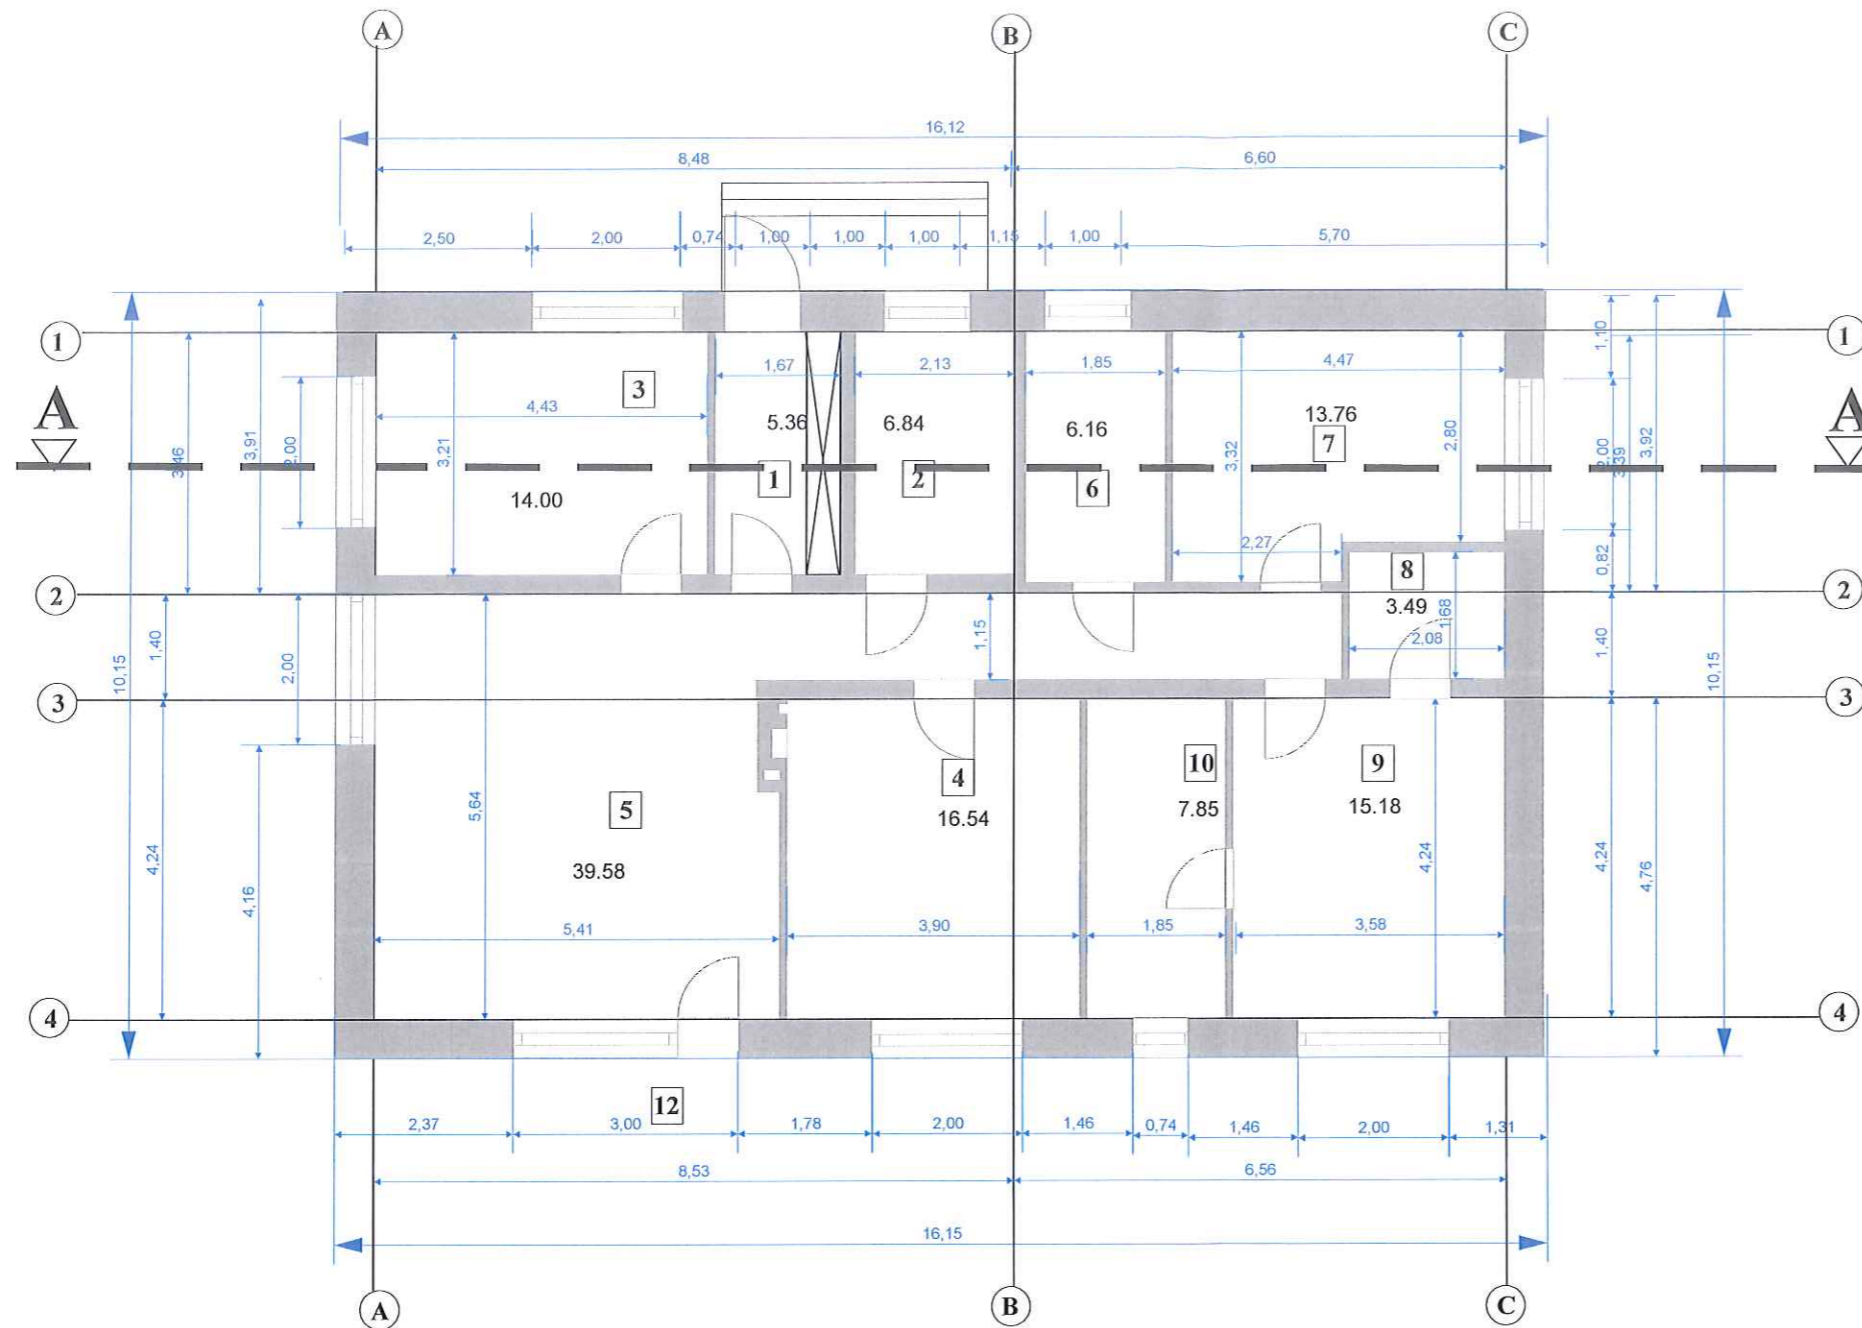 A B C
16,12
8,48 6,60
2,50 2,00 0,74 1,00 1,00 1,00 1,15 1,00 5,70
1 1
A A
3,46 3,91 2,00 3,21 4,43 3 1,67 2,13 1,85 4,47 1,10
5.36 6.84 6.16 13.76
7 3,32 2,80 2,00 3,39 3,92
14.00 1 2 6
2,27 0,82
8
2 2
3.49
1,40 2,00 1,15 2,08 1,68 1,40
10,15 10,15
3 3
4 10 9
5 16.54 7.85 15.18
39.58
4,24 4,16 5,64 4,24 4,24 4,76
5,41 3,90 1,85 3,58
4 4
12
2,37 3,00 1,78 2,00 1,46 0,74 1,46 2,00 1,31
8,53 6,56
16,15
A B C